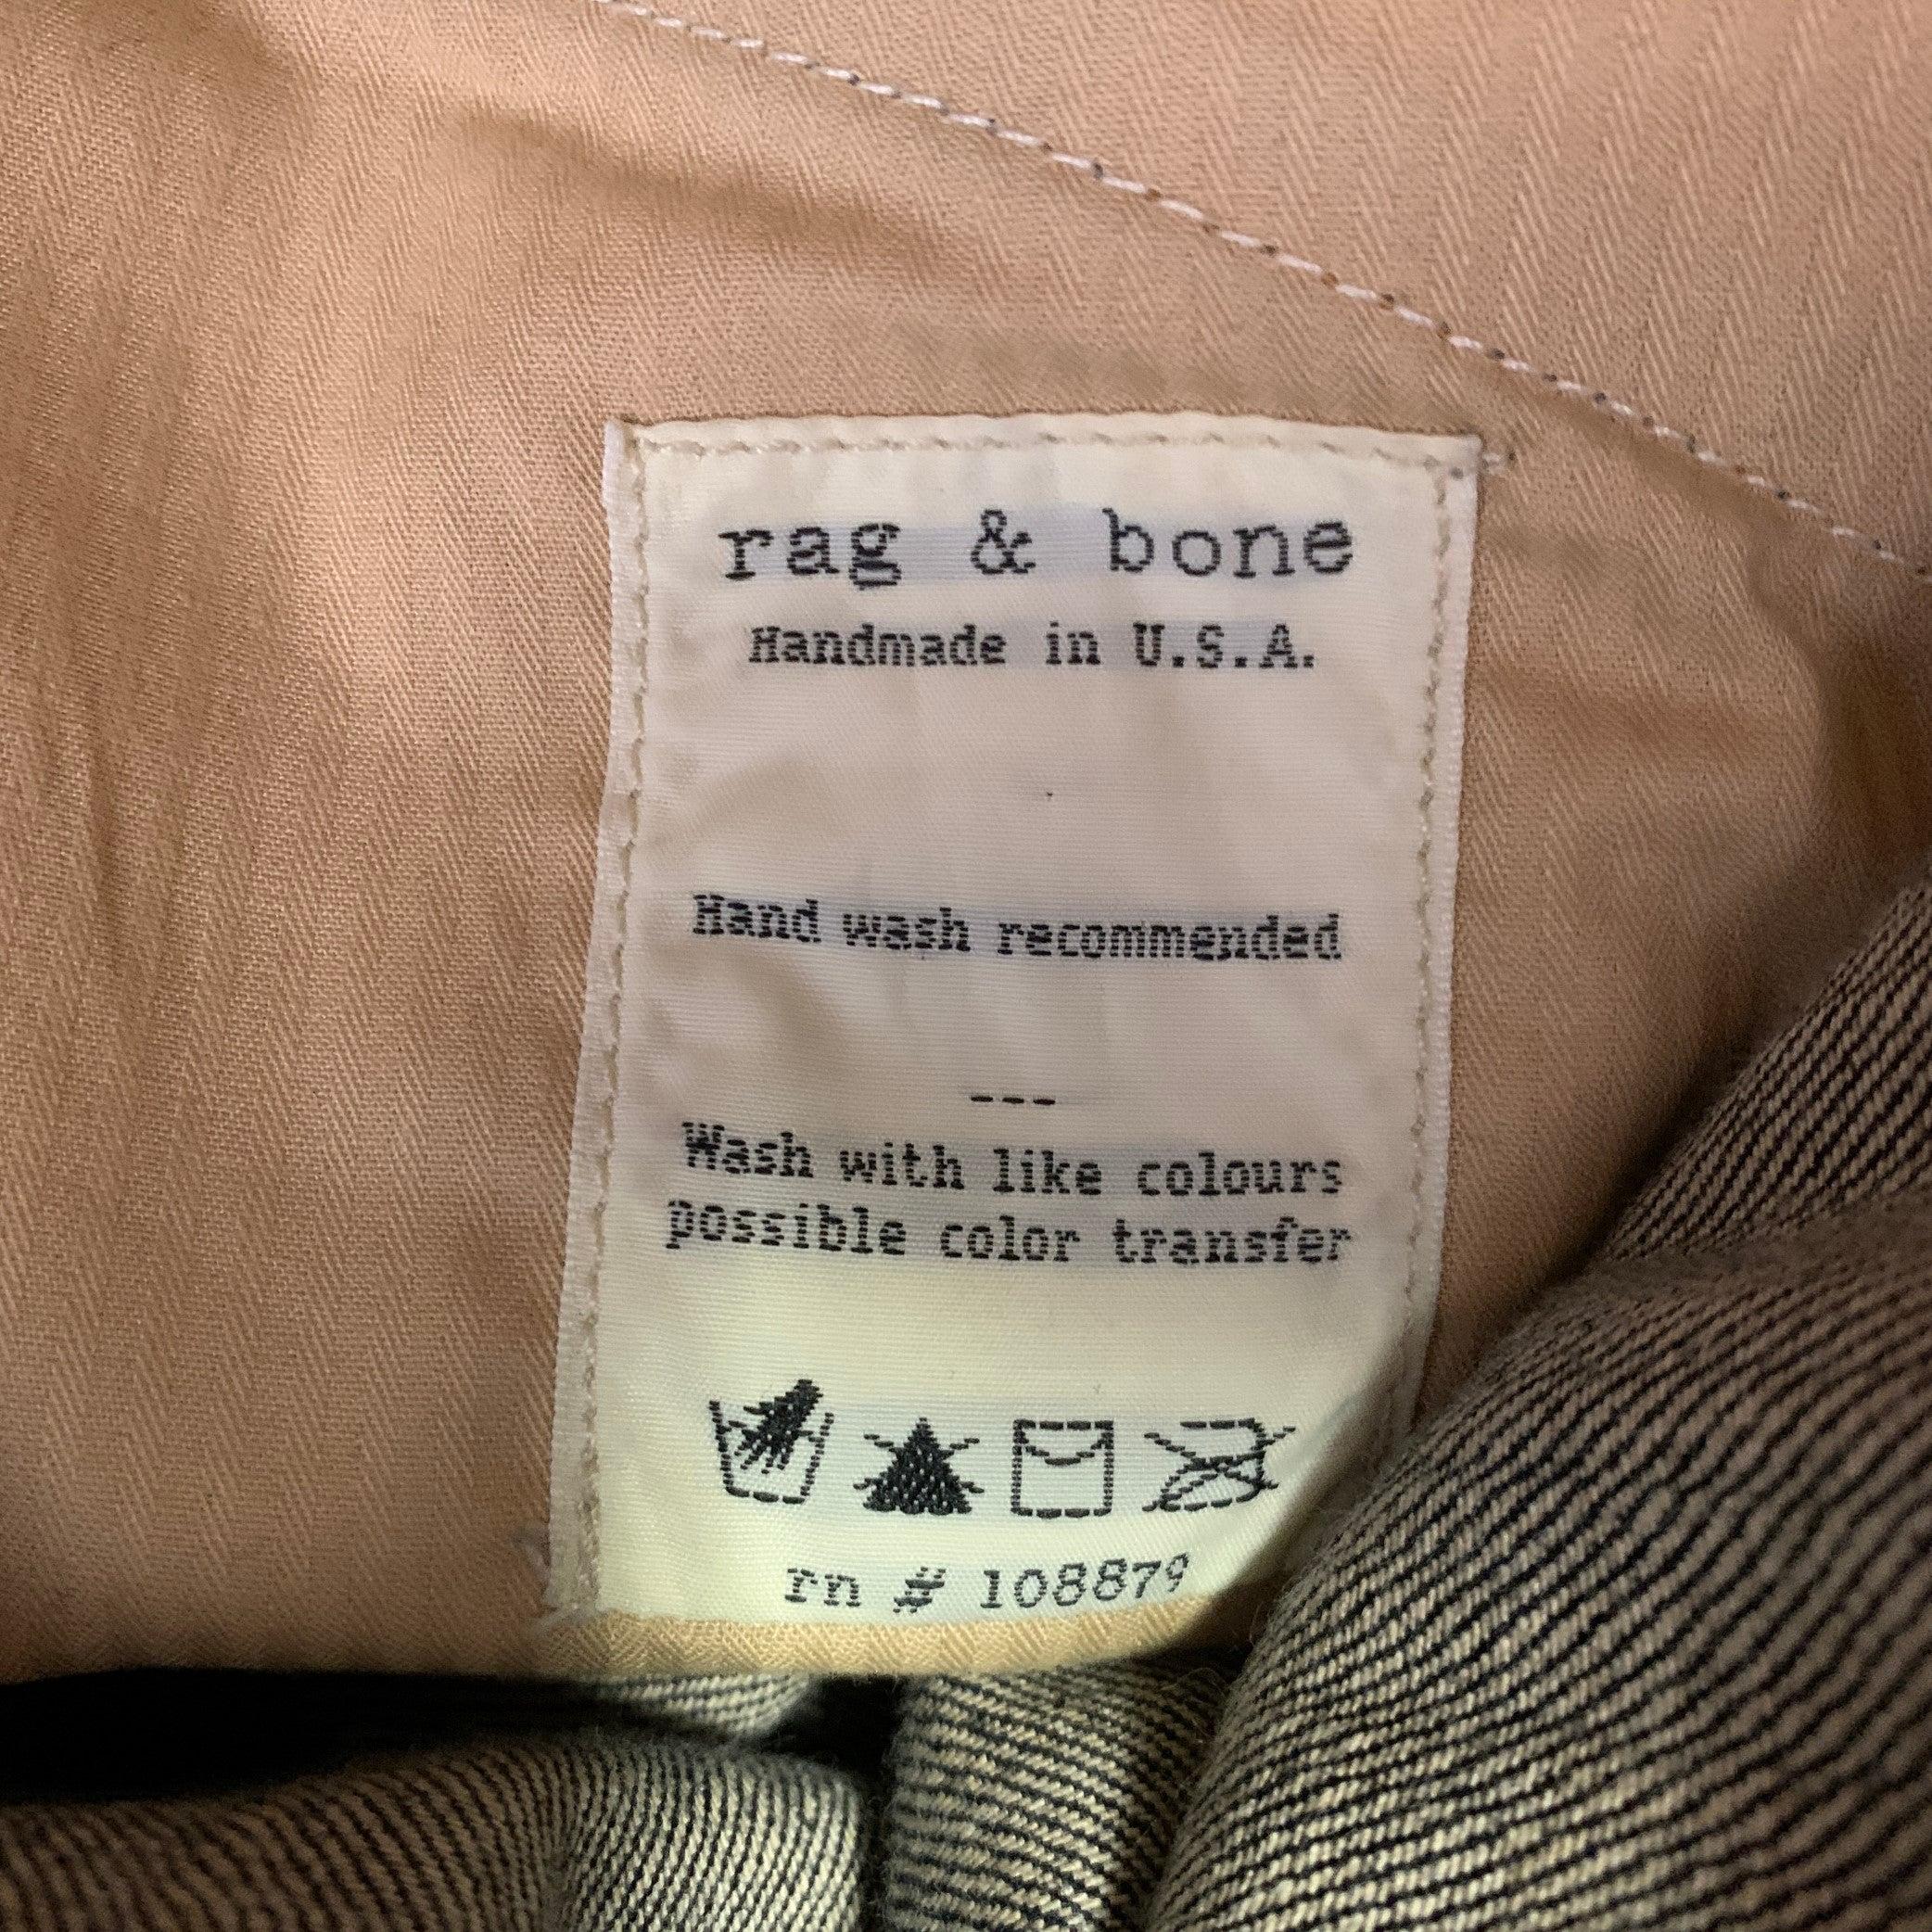 rag & bone
Handmade in U.S.A.
Hand wash recommended
---
Wash with like colours
possible color transfer
rn # 108879